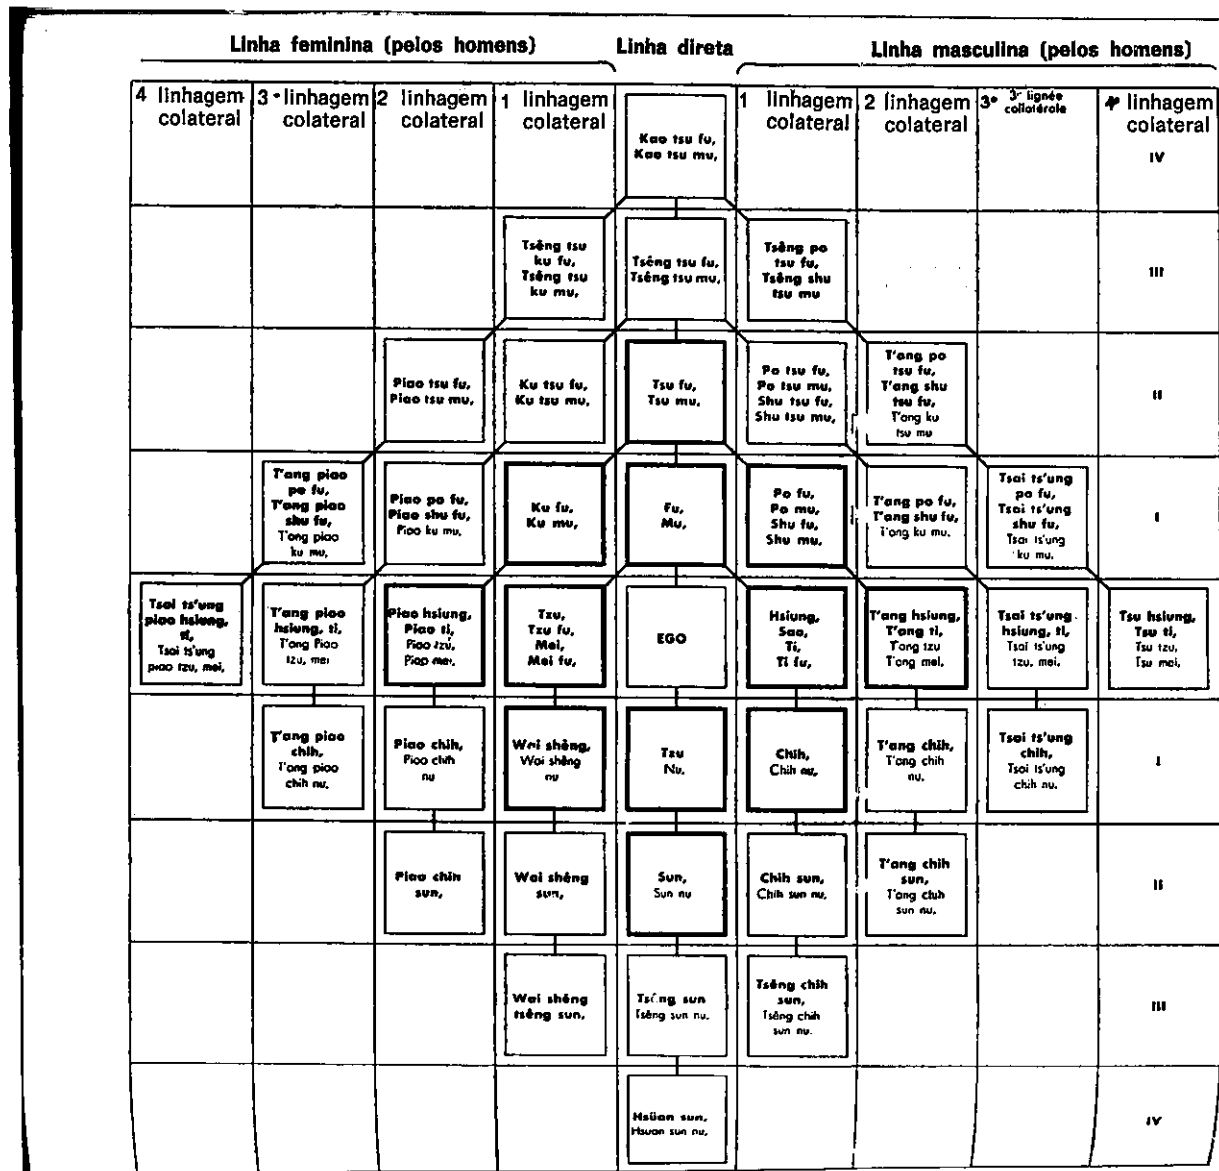 Linha feminina (pelos homens)
Linha direta
Linha masculina (pelos homens)
4 linhagem
colateral
3ª linhagem
colateral
2 linhagem
colateral
1 linhagem
colateral
Kao tsu fu,
Kao tsu mu,
1 linhagem
colateral
2 linhagem
colateral
3ª
3ª lignée
collatérale
linhagem
colateral
IV
Tsêng tsu
ku fu,
Tsêng tsu
ku mu,
Tsêng tsu fu,
Tsêng tsu mu,
Tsêng po
tsu fu,
Tsêng shu
tsu mu
III
Piao tsu fu,
Piao tsu mu,
Ku tsu fu,
Ku tsu mu,
Tsu fu,
Tsu mu,
Po tsu fu,
Po tsu mu,
Shu tsu fu,
Shu tsu mu,
T'ang po
tsu fu,
T'ang shu
tsu fu,
T'ang ku
tsu mu
II
T'ang piao
po fu,
T'ang piao
shu fu,
T'ang piao
ku mu,
Piao po fu,
Piao shu fu,
Piao ku mu,
Ku fu,
Ku mu,
Fu,
Mu,
Po fu,
Po mu,
Shu fu,
Shu mu,
T'ang po fu,
T'ang shu fu,
T'ang ku mu,
Tsai ts'ung
po fu,
Tsai ts'ung
shu fu,
Tsai ts'ung
ku mu,
I
Tsai ts'ung
piao hsiung,
ti,
Tsai ts'ung
piao tzu, mei,
T'ang piao
hsiung, ti,
T'ang Piao
tzu, mei
Piao hsiung,
Piao ti,
Piao tzu,
Piao mei,
Tzu,
Tzu fu,
Mei,
Mei fu,
EGO
Hsiung,
Sao,
Ti,
Ti fu,
T'ang hsiung,
T'ang ti,
T'ang tzu
T'ang mei,
Tsai ts'ung
hsiung, ti,
Tsai ts'ung
tzu, mei,
Tsu hsiung,
Tsu ti,
Tsu tzu,
Tsu mei,
T'ang piao
chih,
T'ang piao
chih nu,
Piao chih,
Piao chih
nu
Wai shêng,
Wai shêng
nu
Tzu
Nu,
Chih,
Chih nu,
T'ang chih,
T'ang chih
nu,
Tsai ts'ung
chih,
Tsai ts'ung
chih nu,
I
Piao chih
sun,
Wai shêng
sun,
Sun,
Sun nu
Chih sun,
Chih sun nu,
T'ang chih
sun,
T'ang chih
sun nu,
II
Wai shêng
tsêng sun,
Tsêng sun
Tsêng sun nu,
Tsêng chih
sun,
Tsêng chih
sun nu.
III
Hsüan sun,
Hsuan sun nu,
IV